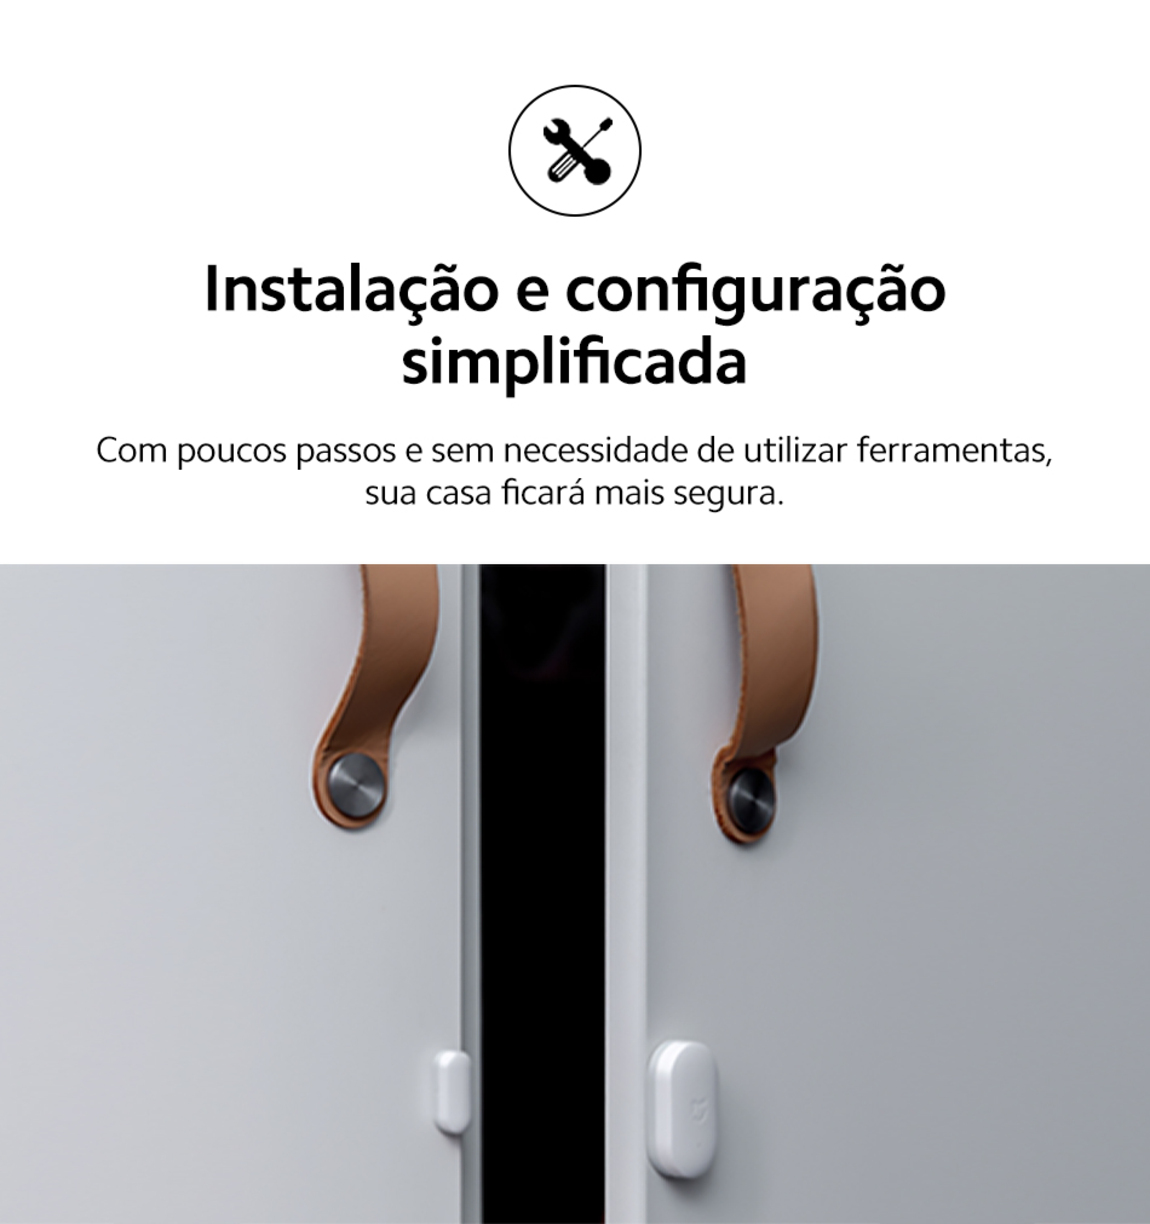 Instalação e configuração
simplificada
Com poucos passos e sem necessidade de utilizar ferramentas,
sua casa ficará mais segura.